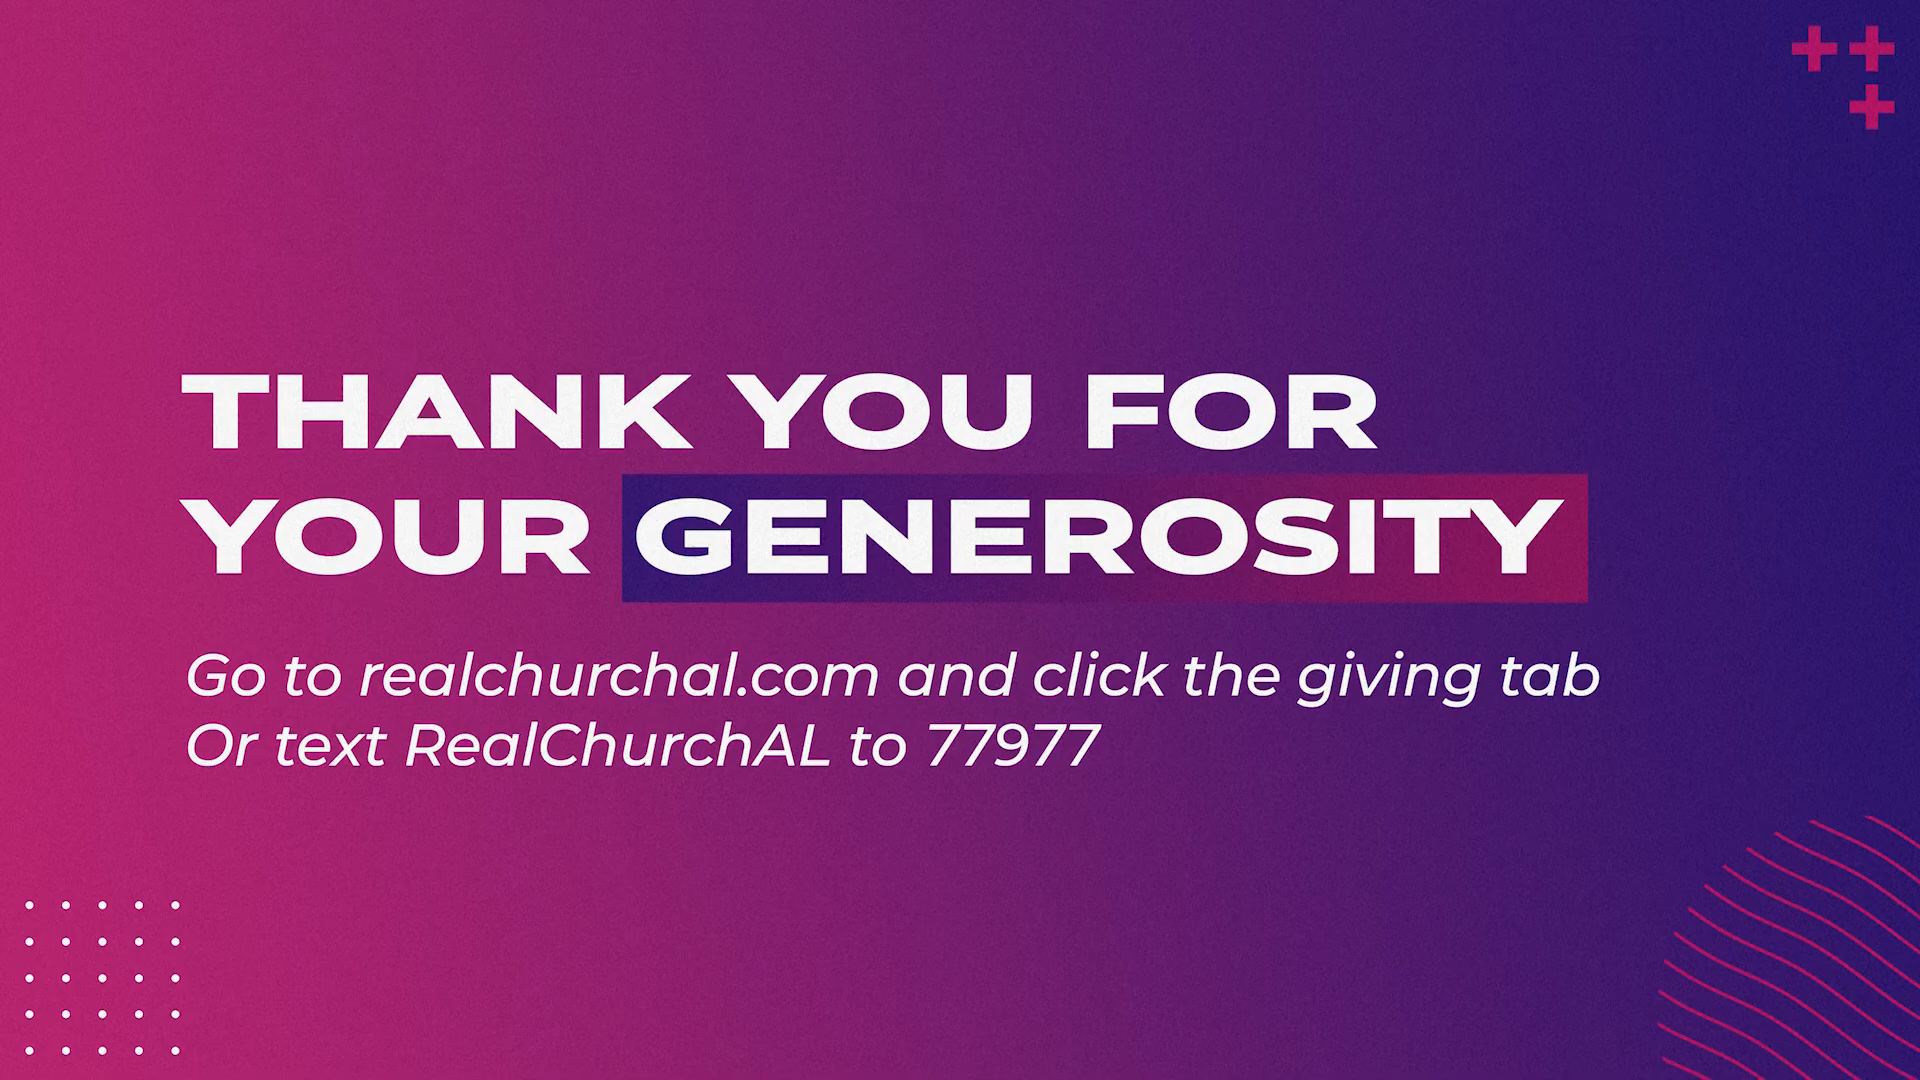 THANK YOU FOR
YOUR GENEROSITY
Go to realchurchal.com and click the giving tab
Or text RealChurchAL to 77977